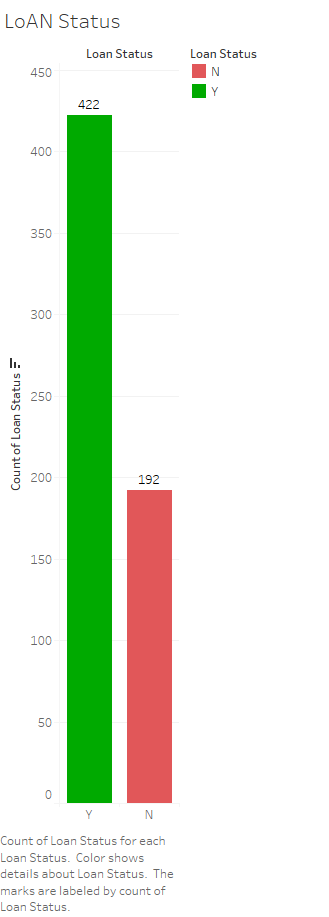 LoAN Status
Loan Status
Loan Status
N
Y
450
422
400
350
300
250
Count of Loan Status
200
192
150
100
50
0
Y
N
Count of Loan Status for each
Loan Status. Color shows
details about Loan Status. The
marks are labeled by count of
Loan Status.